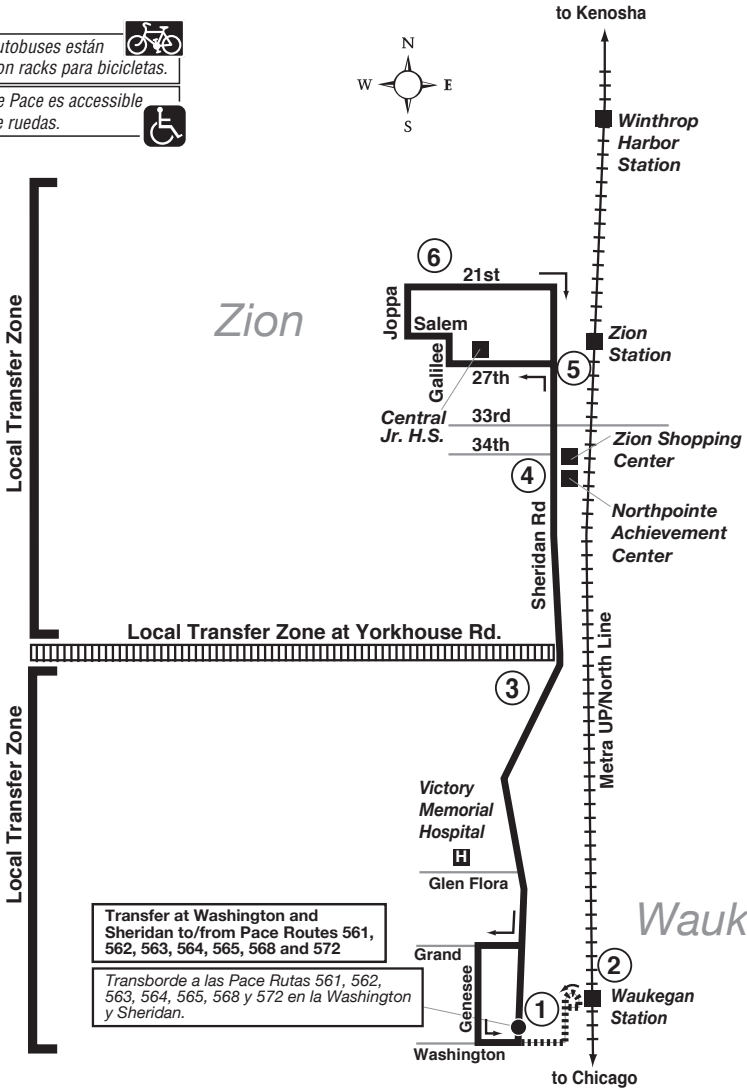 to Kenosha
utobuses están
on racks para bicicletas.
e Pace es accessible
e ruedas.
N
W
E
S
Winthrop
Harbor
Station
6
21st
Joppa
Salem
Zion
Galilee
27th
5
Zion
Station
Central
Jr. H.S.
33rd
34th
4
Zion Shopping
Center
Northpointe
Achievement
Center
Sheridan Rd
Local Transfer Zone
Local Transfer Zone at Yorkhouse Rd.
3
Metra UP/North Line
Local Transfer Zone
Victory
Memorial
Hospital
H
Glen Flora
Transfer at Washington and
Sheridan to/from Pace Routes 561,
562, 563, 564, 565, 568 and 572
Transborde a las Pace Rutas 561, 562,
563, 564, 565, 568 y 572 en la Washington
y Sheridan.
Grand
Genesee
Washington
1
2
Wauk
Waukegan
Station
to Chicago